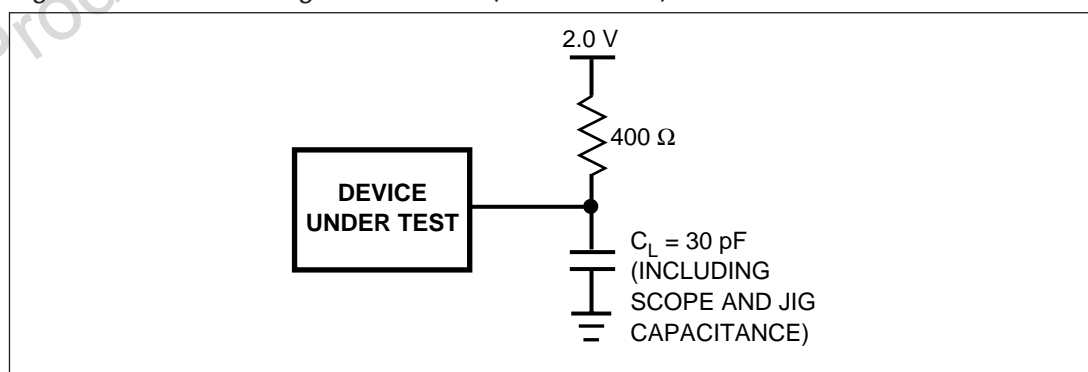 2.0 V
400 Ω
DEVICE
UNDER TEST
C_L = 30 pF
(INCLUDING
SCOPE AND JIG
CAPACITANCE)